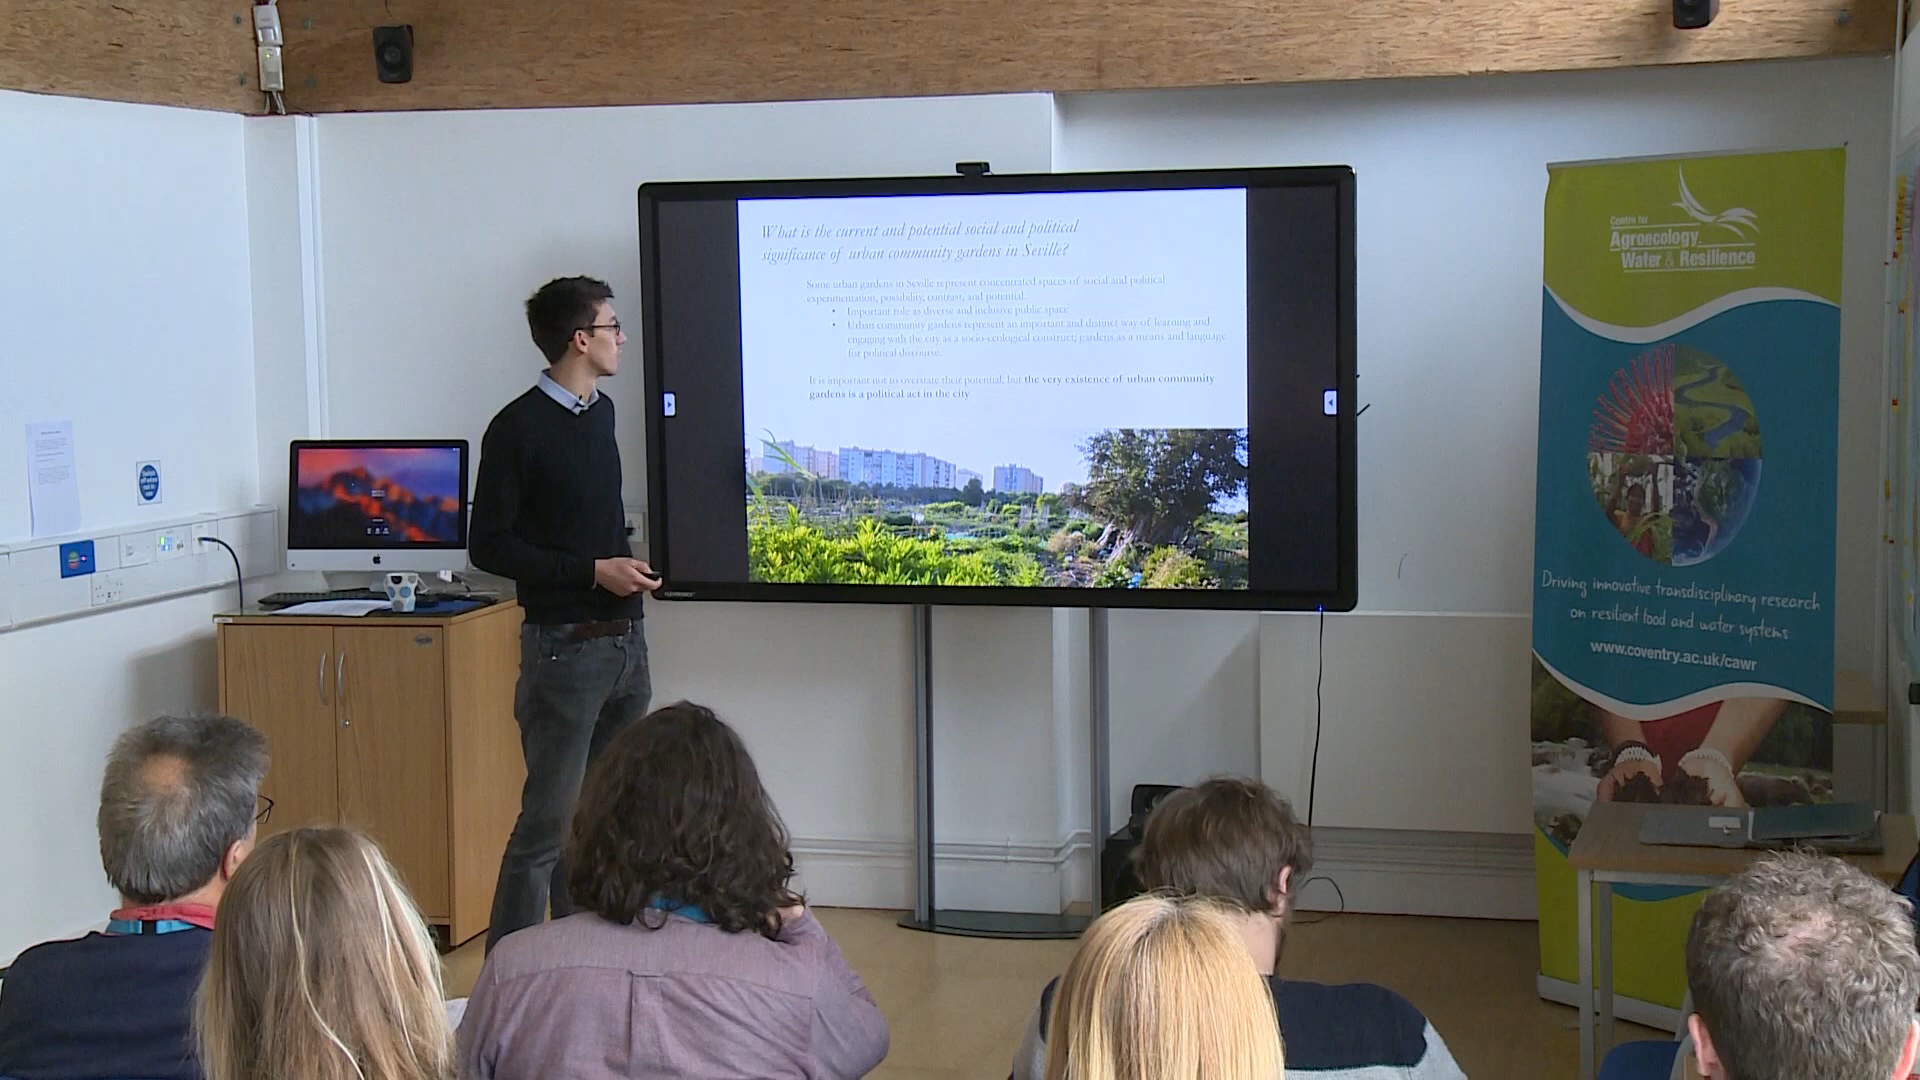 What is the current and potential social and political
significance of urban community gardens in Seville?
Some urban gardens in Seville represent concentrated spaces of social and political
experimentation, possibility, contrast, and potential.
• Important role as diverse and inclusive public space
• Urban community gardens represent an important and distinct way of learning and
engaging with the city as a socio-ecological construct; gardens as a means and language
for political discourse.
It is important not to overstate their potential, but the very existence of urban community
gardens is a political act in the city
Centre for
Agroecology
Water & Resilience
Driving innovative transdisciplinary research
on resilient food and water systems
www.coventry.ac.uk/cawr